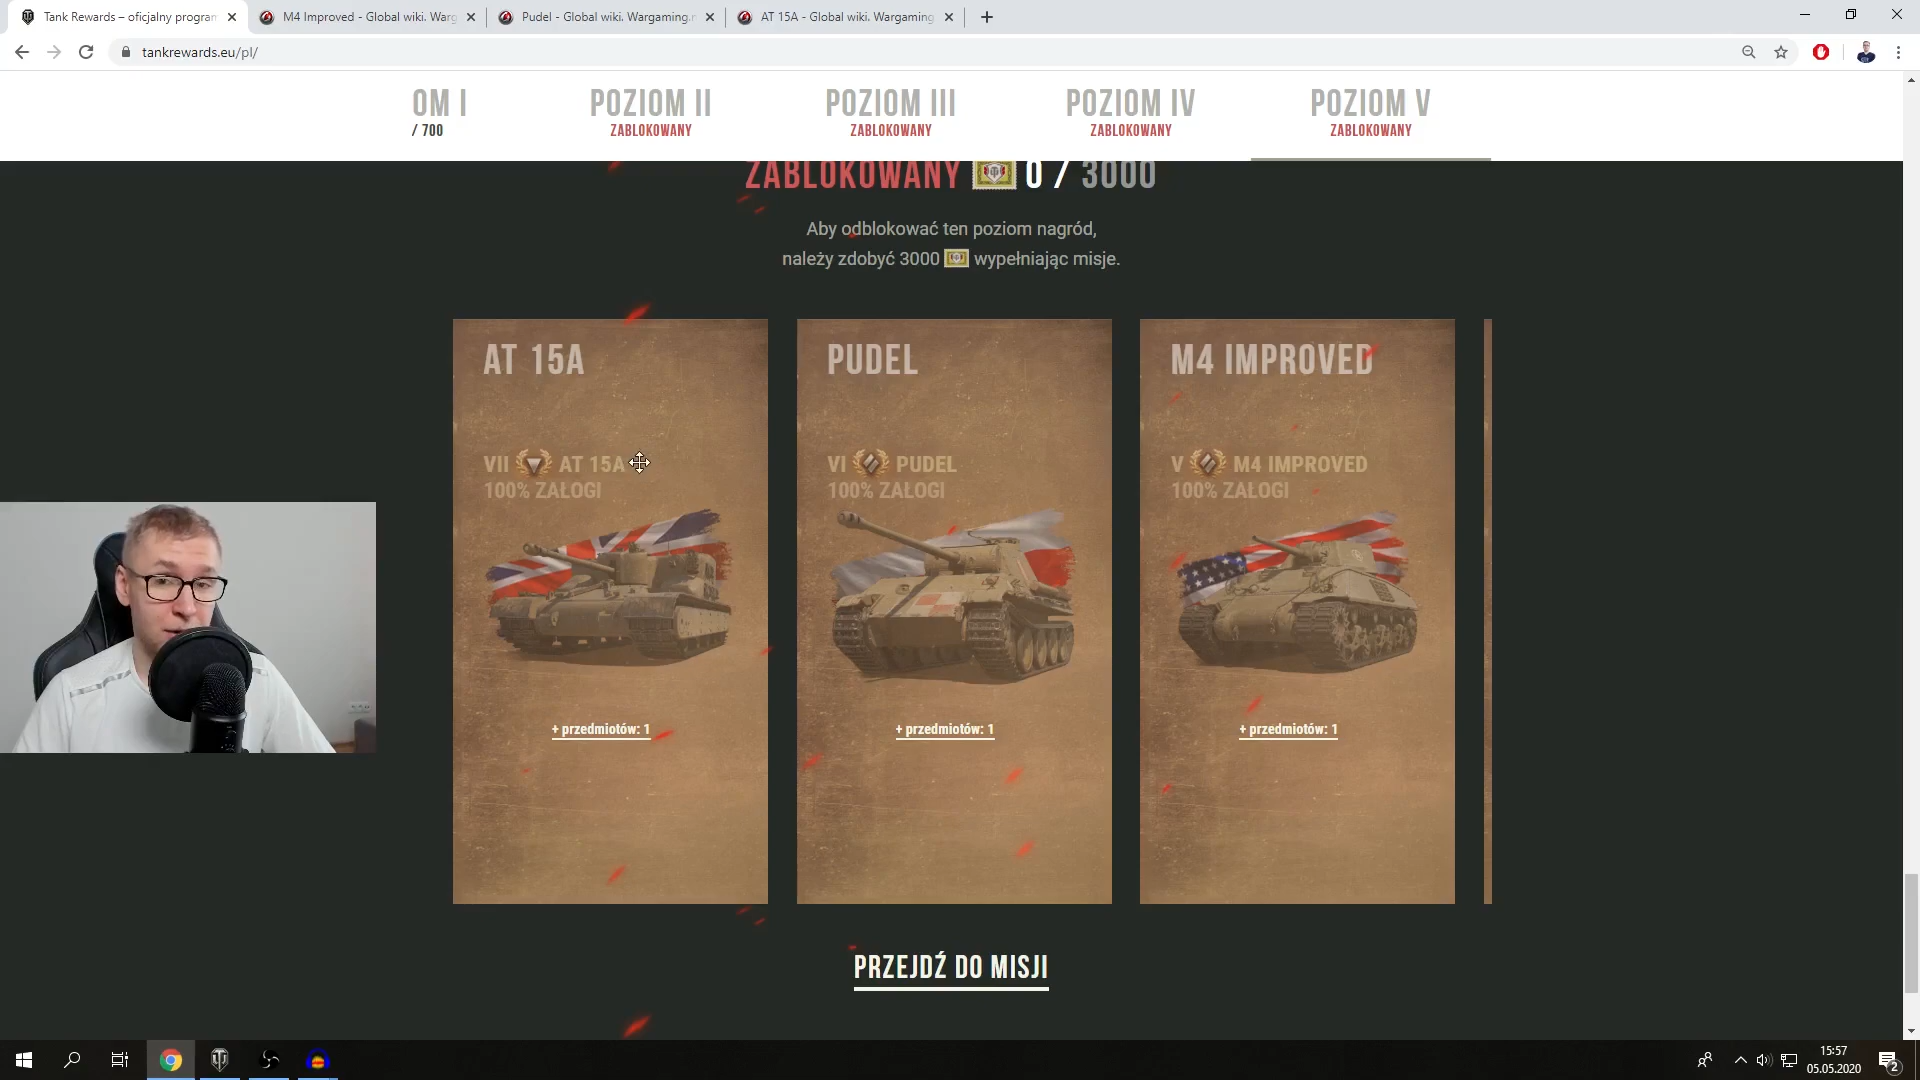 Tank Rewards – oficjalny program
M4 Improved - Global wiki. Warg
Pudel - Global wiki. Wargaming.n
AT 15A - Global wiki. Wargaming
tankrewards.eu/pl/
OM I
/ 700
POZIOM II
ZABLOKOWANY
POZIOM III
ZABLOKOWANY
POZIOM IV
ZABLOKOWANY
POZIOM V
ZABLOKOWANY
ZABLOKOWANY 0 / 3000
Aby odblokować ten poziom nagród,
należy zdobyć 3000 wypełniając misje.
AT 15A
VII AT 15A
100% ZAŁOGI
+ przedmiotów: 1
PUDEL
VI PUDEL
100% ZAŁOGI
+ przedmiotów: 1
M4 IMPROVED
V M4 IMPROVED
100% ZAŁOGI
+ przedmiotów: 1
PRZEJDŹ DO MISJI
15:57
05.05.2020
2